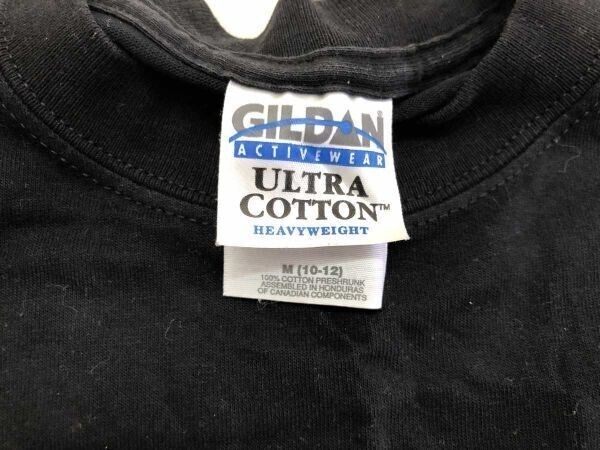 GILDAN
ACTIVEWEAR
ULTRA
COTTON™
HEAVYWEIGHT
M (10-12)
100% COTTON PRESHRUNK
ASSEMBLED IN HONDURAS
OF CANADIAN COMPONENTS